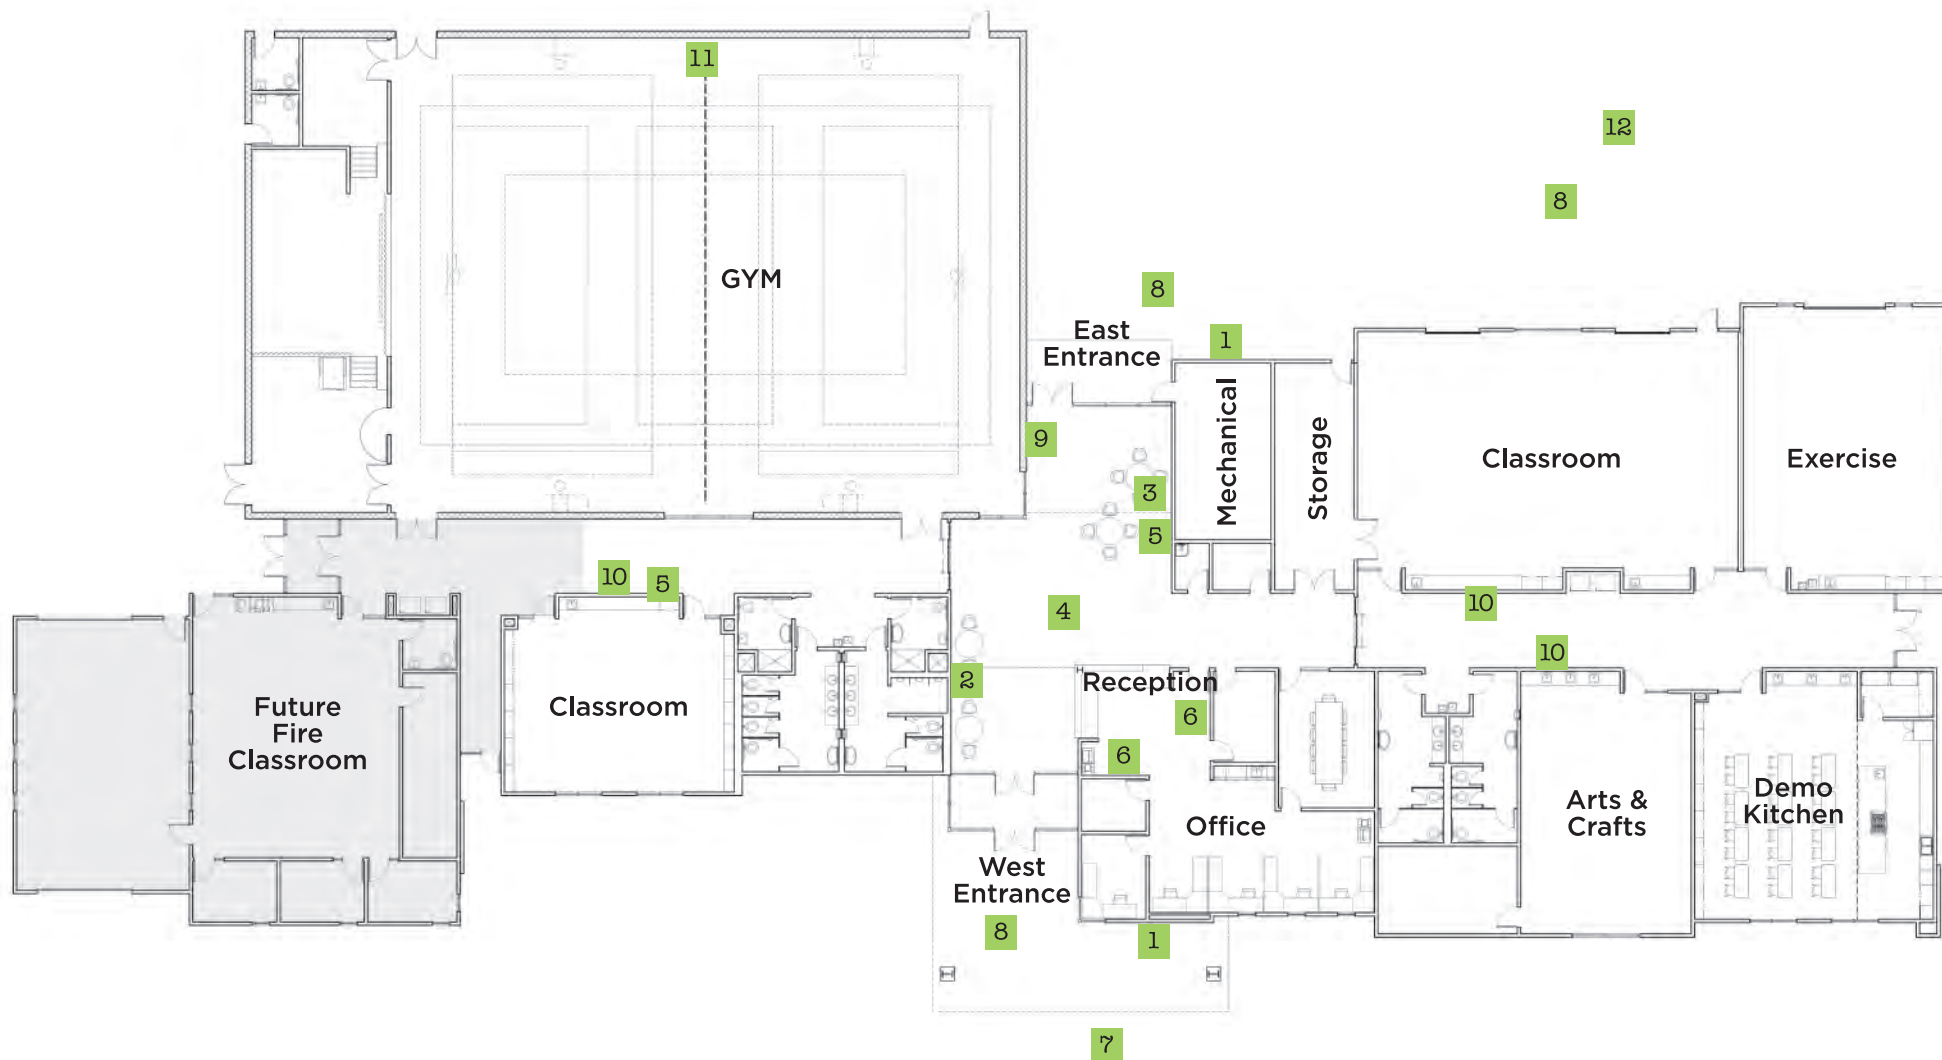 11
12
8
GYM
8
East
Entrance
1
Mechanical
Storage
9
Classroom
Exercise
3
5
10
5
4
10
10
2
Reception
6
6
Future
Fire
Classroom
Classroom
Office
Arts &
Crafts
Demo
Kitchen
West
Entrance
8
1
7